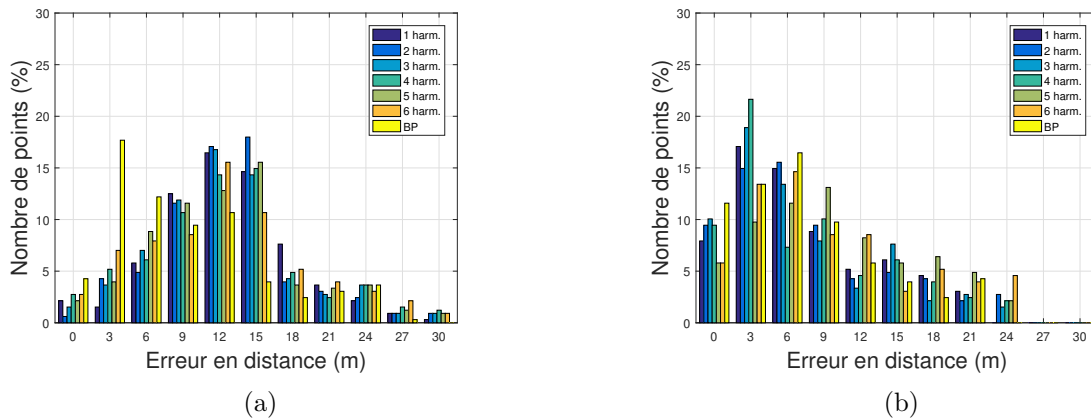 30
25
20
15
10
5
0
Nombre de points (%)
1 harm.
2 harm.
3 harm.
4 harm.
5 harm.
6 harm.
BP
0 3 6 9 12 15 18 21 24 27 30
Erreur en distance (m)
(a)
30
25
20
15
10
5
0
Nombre de points (%)
1 harm.
2 harm.
3 harm.
4 harm.
5 harm.
6 harm.
BP
0 3 6 9 12 15 18 21 24 27 30
Erreur en distance (m)
(b)